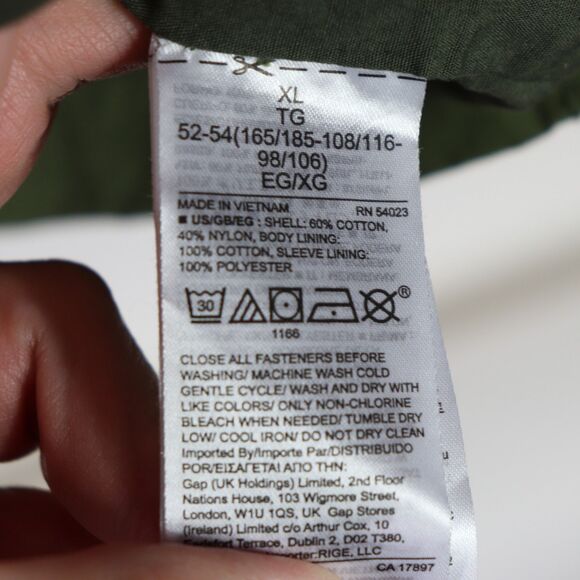 XL
TG
52-54(165/185-108/116-
98/106)
EG/XG
MADE IN VIETNAM RN 54023
■ US/GB/EG : SHELL: 60% COTTON,
40% NYLON, BODY LINING:
100% COTTON, SLEEVE LINING:
100% POLYESTER
30 ®
1166
CLOSE ALL FASTENERS BEFORE
WASHING/ MACHINE WASH COLD
GENTLE CYCLE/ WASH AND DRY WITH
LIKE COLORS/ ONLY NON-CHLORINE
BLEACH WHEN NEEDED/ TUMBLE DRY
LOW/ COOL IRON/ DO NOT DRY CLEAN
Imported By/Importe Par/DISTRIBUIDO
POR/ΕΙΣΑΓΕΤΑΙ ΑΠΟ ΤΗΝ:
Gap (UK Holdings) Limited, 2nd Floor
Nations House, 103 Wigmore Street,
London, W1U 1QS, UK Gap Stores
(Ireland) Limited c/o Arthur Cox, 10
Earlsfort Terrace, Dublin 2, D02 T380,
RIGE, LLC
CA 17897